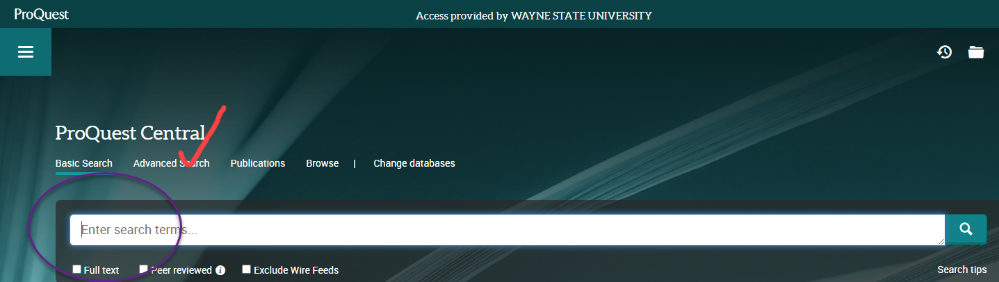 ProQuest
Access provided by WAYNE STATE UNIVERSITY
ProQuest Central
Basic Search Advanced Search Publications Browse | Change databases
Enter search terms...
Full text Peer reviewed i Exclude Wire Feeds Search tips